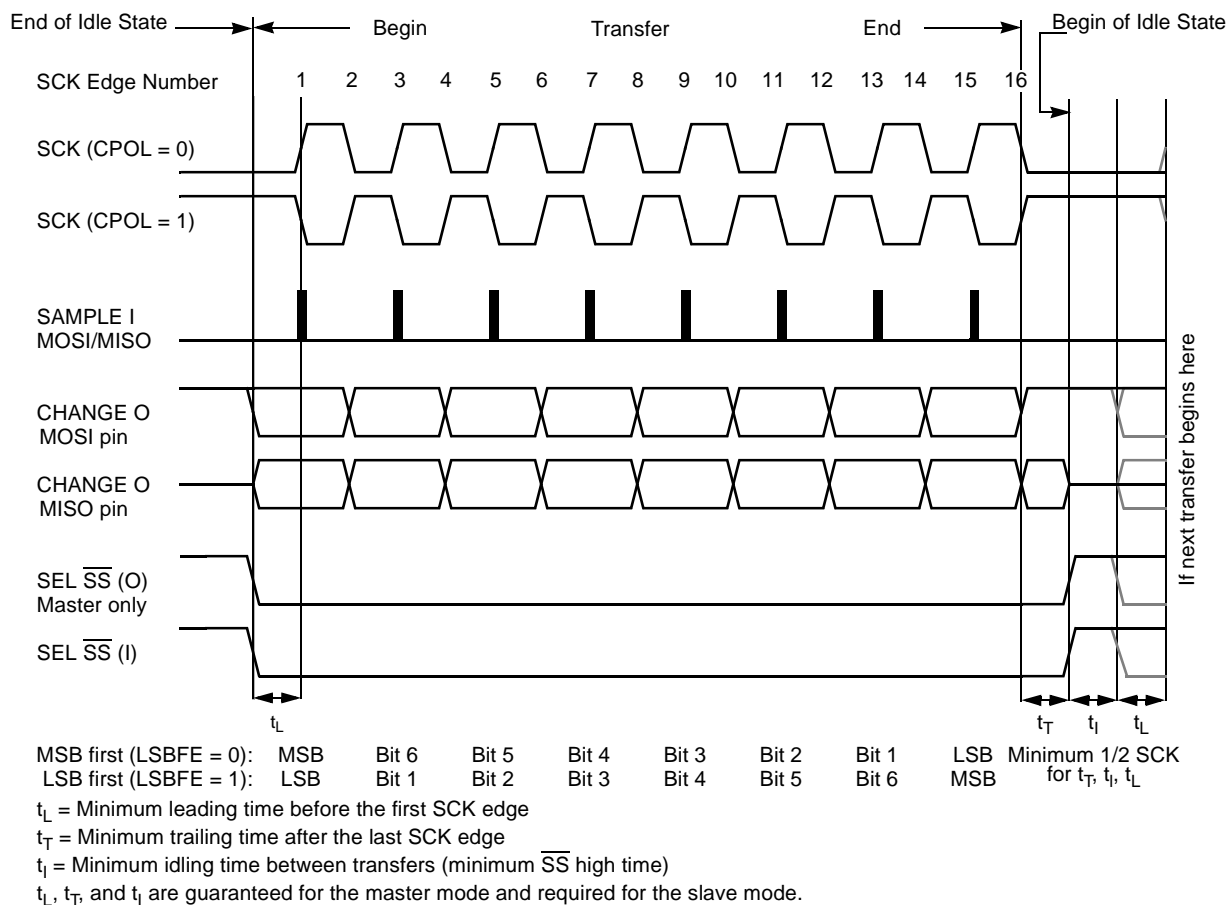 End of Idle State Begin Transfer End Begin of Idle State
SCK Edge Number 1 2 3 4 5 6 7 8 9 10 11 12 13 14 15 16
SCK (CPOL = 0)
SCK (CPOL = 1)
SAMPLE I
MOSI/MISO
CHANGE O
MOSI pin
CHANGE O
MISO pin
SEL SS (O)
Master only
SEL SS (I)
If next transfer begins here
tL tT tI tL
MSB first (LSBFE = 0): MSB Bit 6 Bit 5 Bit 4 Bit 3 Bit 2 Bit 1 LSB Minimum 1/2 SCK
LSB first (LSBFE = 1): LSB Bit 1 Bit 2 Bit 3 Bit 4 Bit 5 Bit 6 MSB for tT, tI, tL
tL = Minimum leading time before the first SCK edge
tT = Minimum trailing time after the last SCK edge
tI = Minimum idling time between transfers (minimum SS high time)
tL, tT, and tI are guaranteed for the master mode and required for the slave mode.